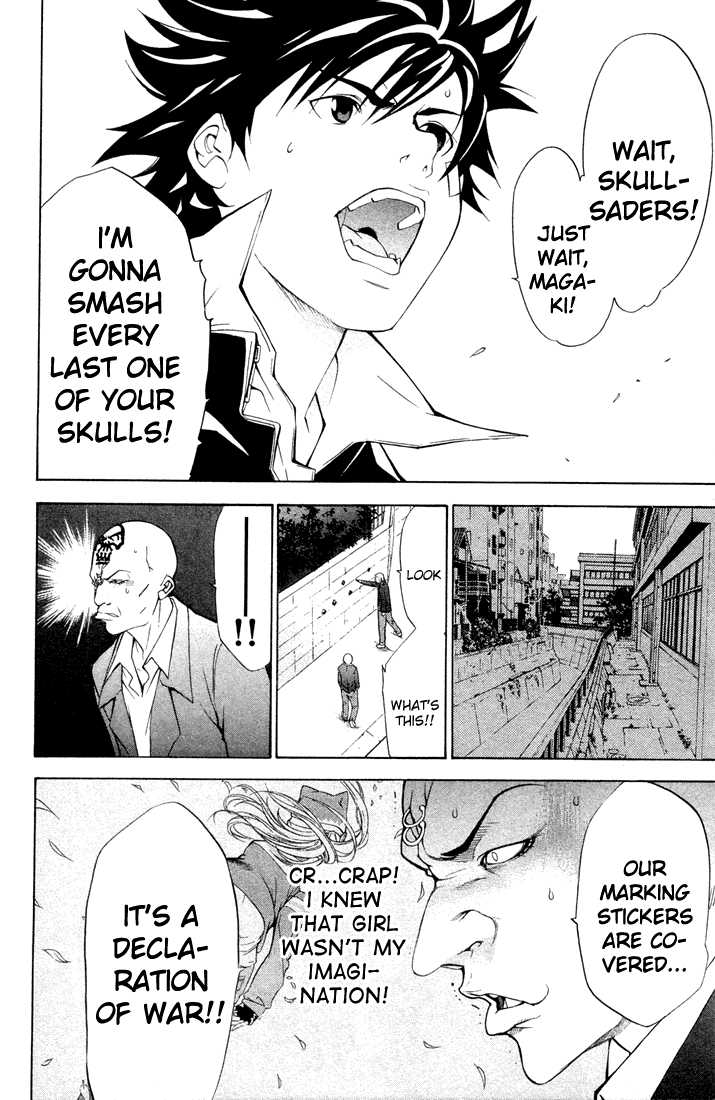 WAIT,
SKULL-
SADERS!
JUST
WAIT,
MAGA-
KI!
I'M
GONNA
SMASH
EVERY
LAST ONE
OF YOUR
SKULLS!
LOOK
WHAT'S
THIS!!
!!
OUR
MARKING
STICKERS
ARE CO-
VERED...
CR...CRAP!
I KNEW
THAT GIRL
WASN'T MY
IMAGI-
NATION!
IT'S A
DECLA-
RATION
OF WAR!!